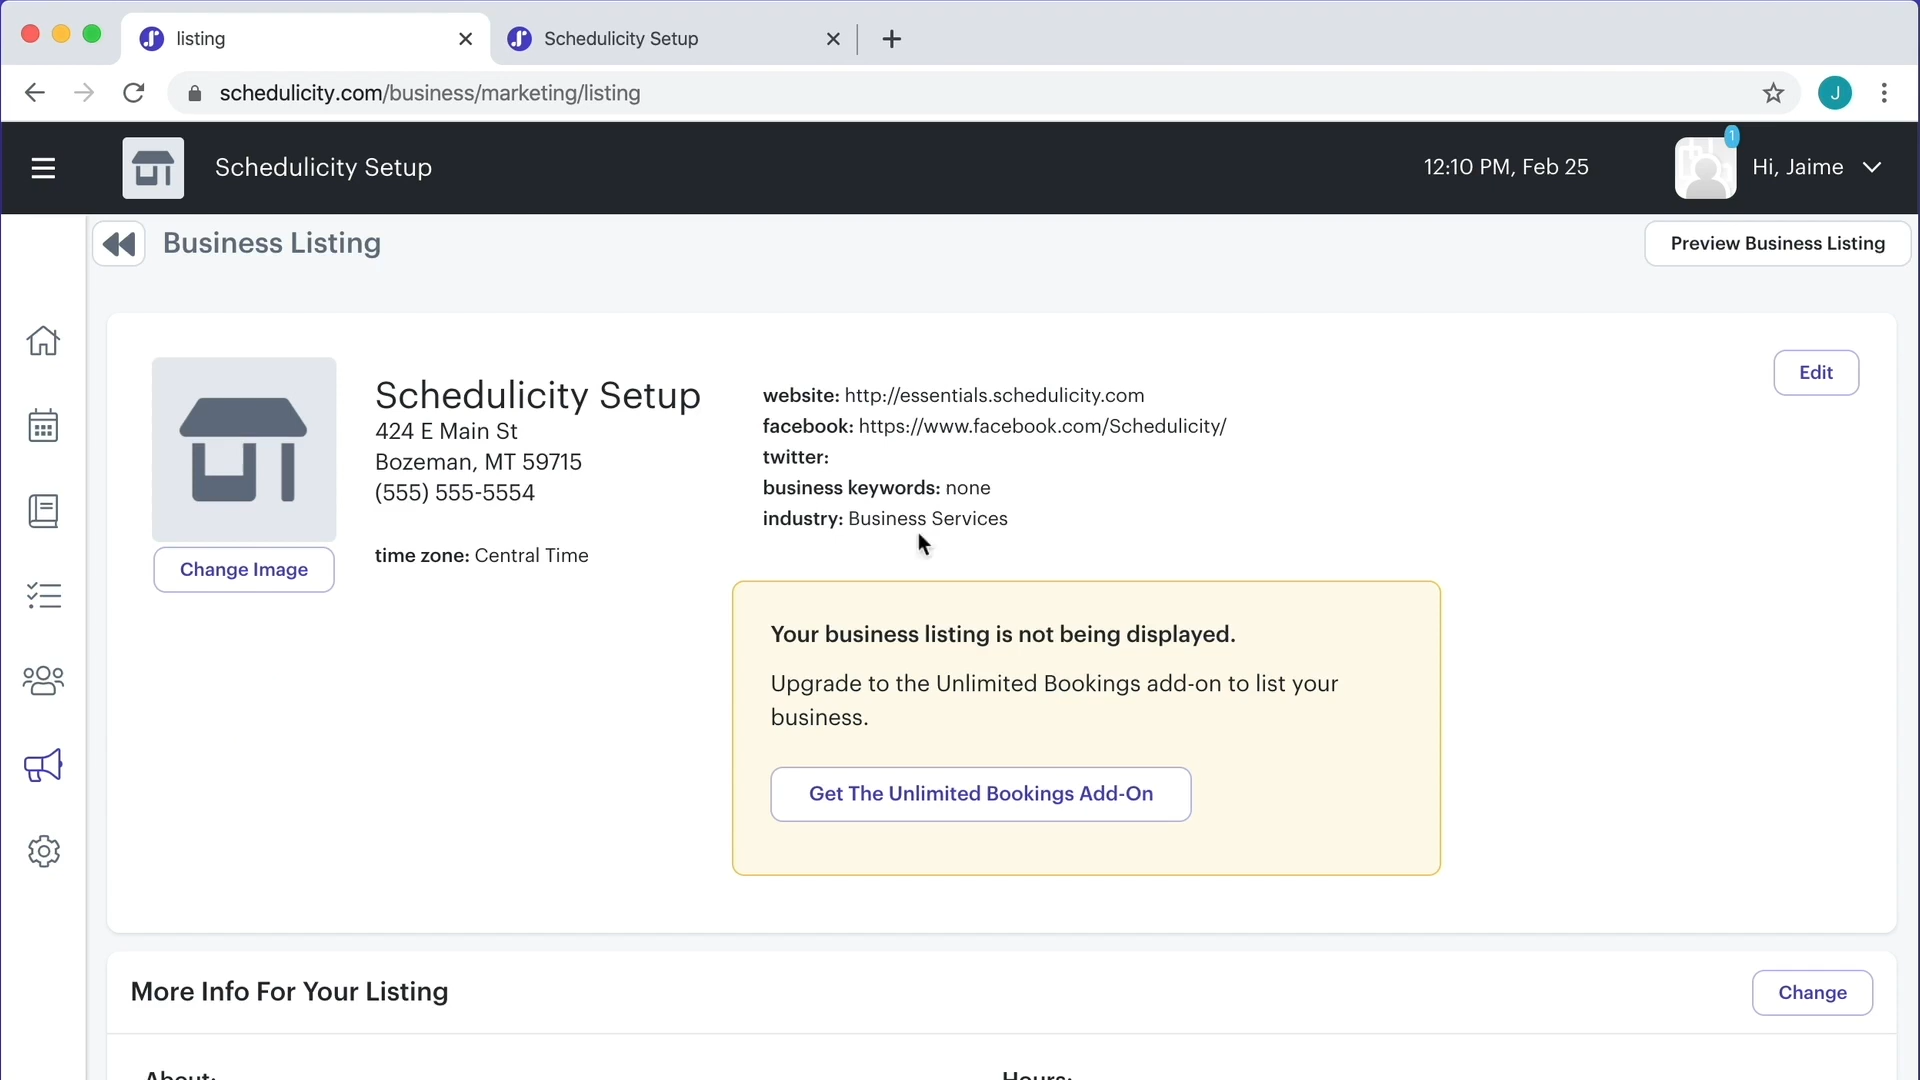 listing
Schedulicity Setup
schedulicity.com/business/marketing/listing
J
Schedulicity Setup
12:10 PM, Feb 25
1
Hi, Jaime
Business Listing
Preview Business Listing
Edit
Schedulicity Setup
424 E Main St
Bozeman, MT 59715
(555) 555-5554
time zone: Central Time
Change Image
website: http://essentials.schedulicity.com
facebook: https://www.facebook.com/Schedulicity/
twitter:
business keywords: none
industry: Business Services
Your business listing is not being displayed.
Upgrade to the Unlimited Bookings add-on to list your
business.
Get The Unlimited Bookings Add-On
More Info For Your Listing
Change
About:
Hours: